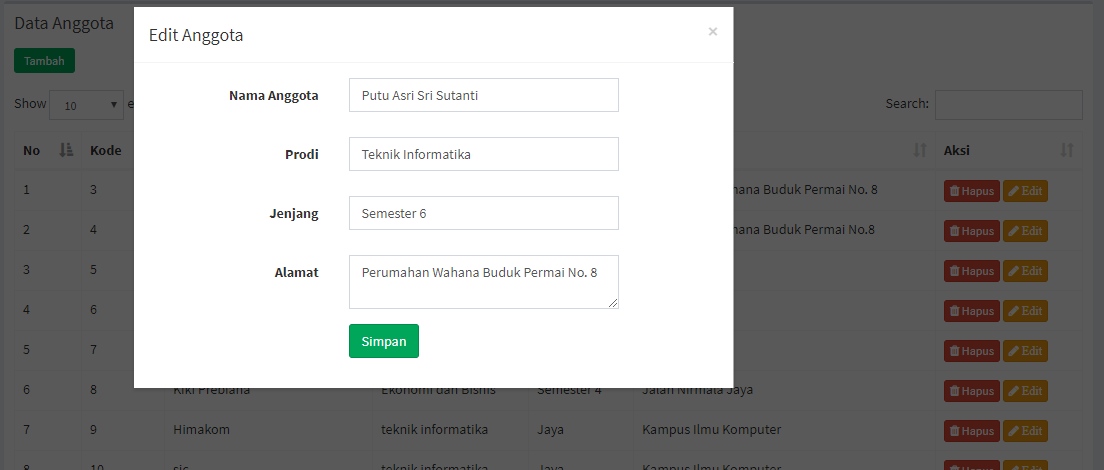 Data Anggota
Tambah
Show 10 e
Search:
Edit Anggota ×
Nama Anggota Putu Asri Sri Sutanti
Prodi Teknik Informatika
Jenjang Semester 6
Alamat Perumahan Wahana Buduk Permai No. 8
Simpan
No Kode Aksi
1 3 hana Buduk Permai No. 8 Hapus Edit
2 4 hana Buduk Permai No.8 Hapus Edit
3 5 Hapus Edit
4 6 Hapus Edit
5 7 Hapus Edit
6 8 Kiki Prebiana Ekonomi dan Bisnis Semester 4 Jalan Nirmala Jaya Hapus Edit
7 9 Himakom teknik informatika Jaya Kampus Ilmu Komputer Hapus Edit
8 10 sic teknik informatika Jaya Kampus Ilmu Komputer Hapus Edit